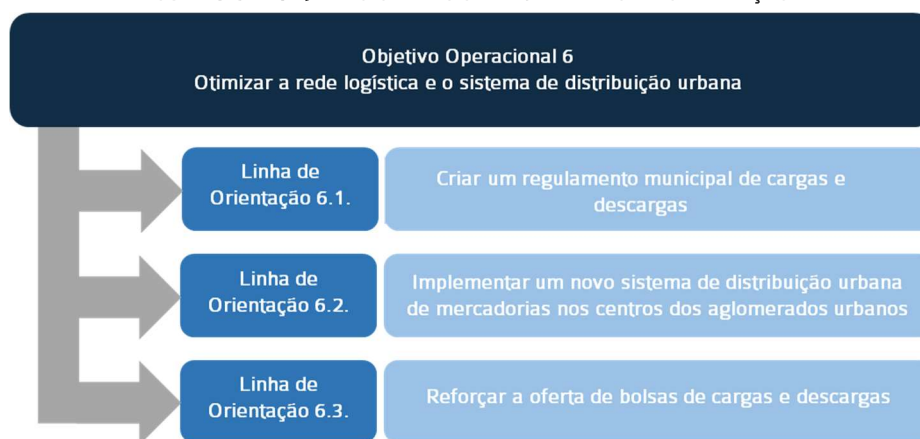 Objetivo Operacional 6
Otimizar a rede logística e o sistema de distribuição urbana
Linha de
Orientação 6.1.
Criar um regulamento municipal de cargas e
descargas
Linha de
Orientação 6.2.
Implementar um novo sistema de distribuição urbana
de mercadorias nos centros dos aglomerados urbanos
Linha de
Orientação 6.3.
Reforçar a oferta de bolsas de cargas e descargas